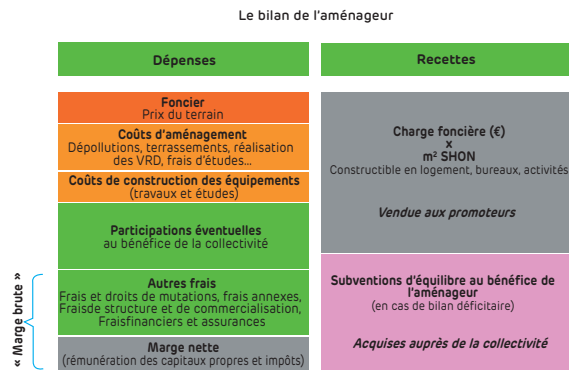 Le bilan de l'aménageur
Dépenses
Recettes
Foncier
Prix du terrain
Coûts d'aménagement
Dépollutions, terrassements, réalisation
des VRD, frais d'études...
Coûts de construction des équipements
(travaux et études)
Participations éventuelles
au bénéfice de la collectivité
« Marge brute »
Autres frais
Frais et droits de mutations, frais annexes,
Fraisde structure et de commercialisation,
Fraisfinanciers et assurances
Marge nette
(rémunération des capitaux propres et impôts)
Charge foncière (€)
x
m² SHON
Constructible en logement, bureaux, activités
Vendue aux promoteurs
Subventions d'équilibre au bénéfice de
l'aménageur
(en cas de bilan déficitaire)
Acquises auprès de la collectivité